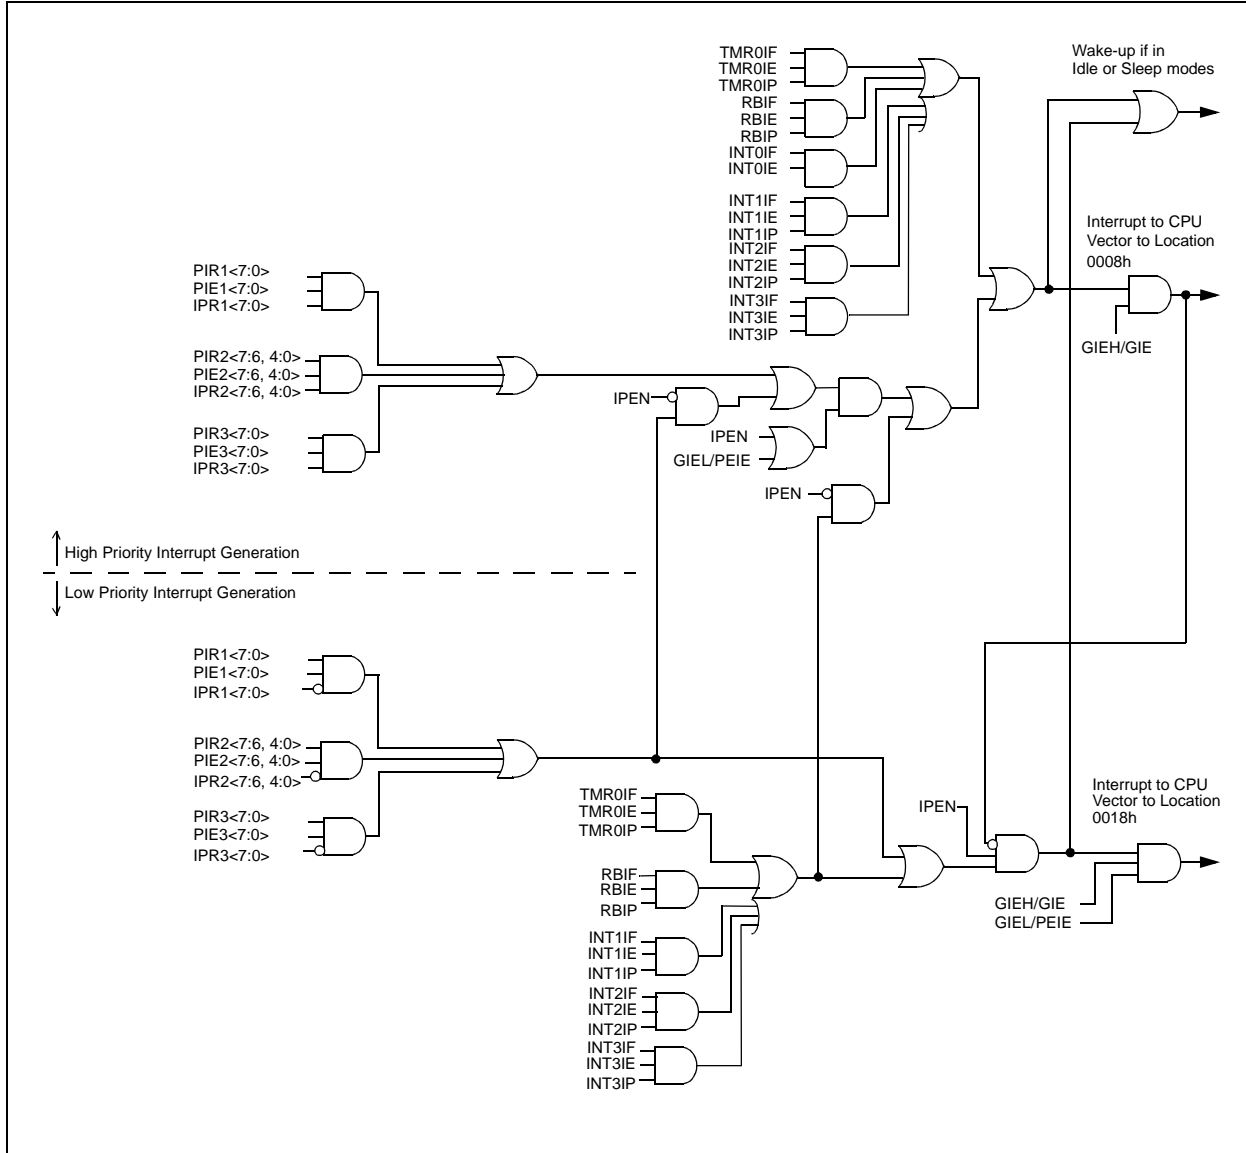 TMR0IF
TMR0IE
TMR0IP
RBIF
RBIE
RBIP
INT0IF
INT0IE
INT1IF
INT1IE
INT1IP
INT2IF
INT2IE
INT2IP
INT3IF
INT3IE
INT3IP
Wake-up if in
Idle or Sleep modes
Interrupt to CPU
Vector to Location
0008h
GIEH/GIE
PIR1<7:0>
PIE1<7:0>
IPR1<7:0>
PIR2<7:6, 4:0>
PIE2<7:6, 4:0>
IPR2<7:6, 4:0>
PIR3<7:0>
PIE3<7:0>
IPR3<7:0>
IPEN
IPEN
GIEL/PEIE
IPEN
High Priority Interrupt Generation
Low Priority Interrupt Generation
PIR1<7:0>
PIE1<7:0>
IPR1<7:0>
PIR2<7:6, 4:0>
PIE2<7:6, 4:0>
IPR2<7:6, 4:0>
PIR3<7:0>
PIE3<7:0>
IPR3<7:0>
TMR0IF
TMR0IE
TMR0IP
RBIF
RBIE
RBIP
INT1IF
INT1IE
INT1IP
INT2IF
INT2IE
INT2IP
INT3IF
INT3IE
INT3IP
IPEN
Interrupt to CPU
Vector to Location
0018h
GIEH/GIE
GIEL/PEIE